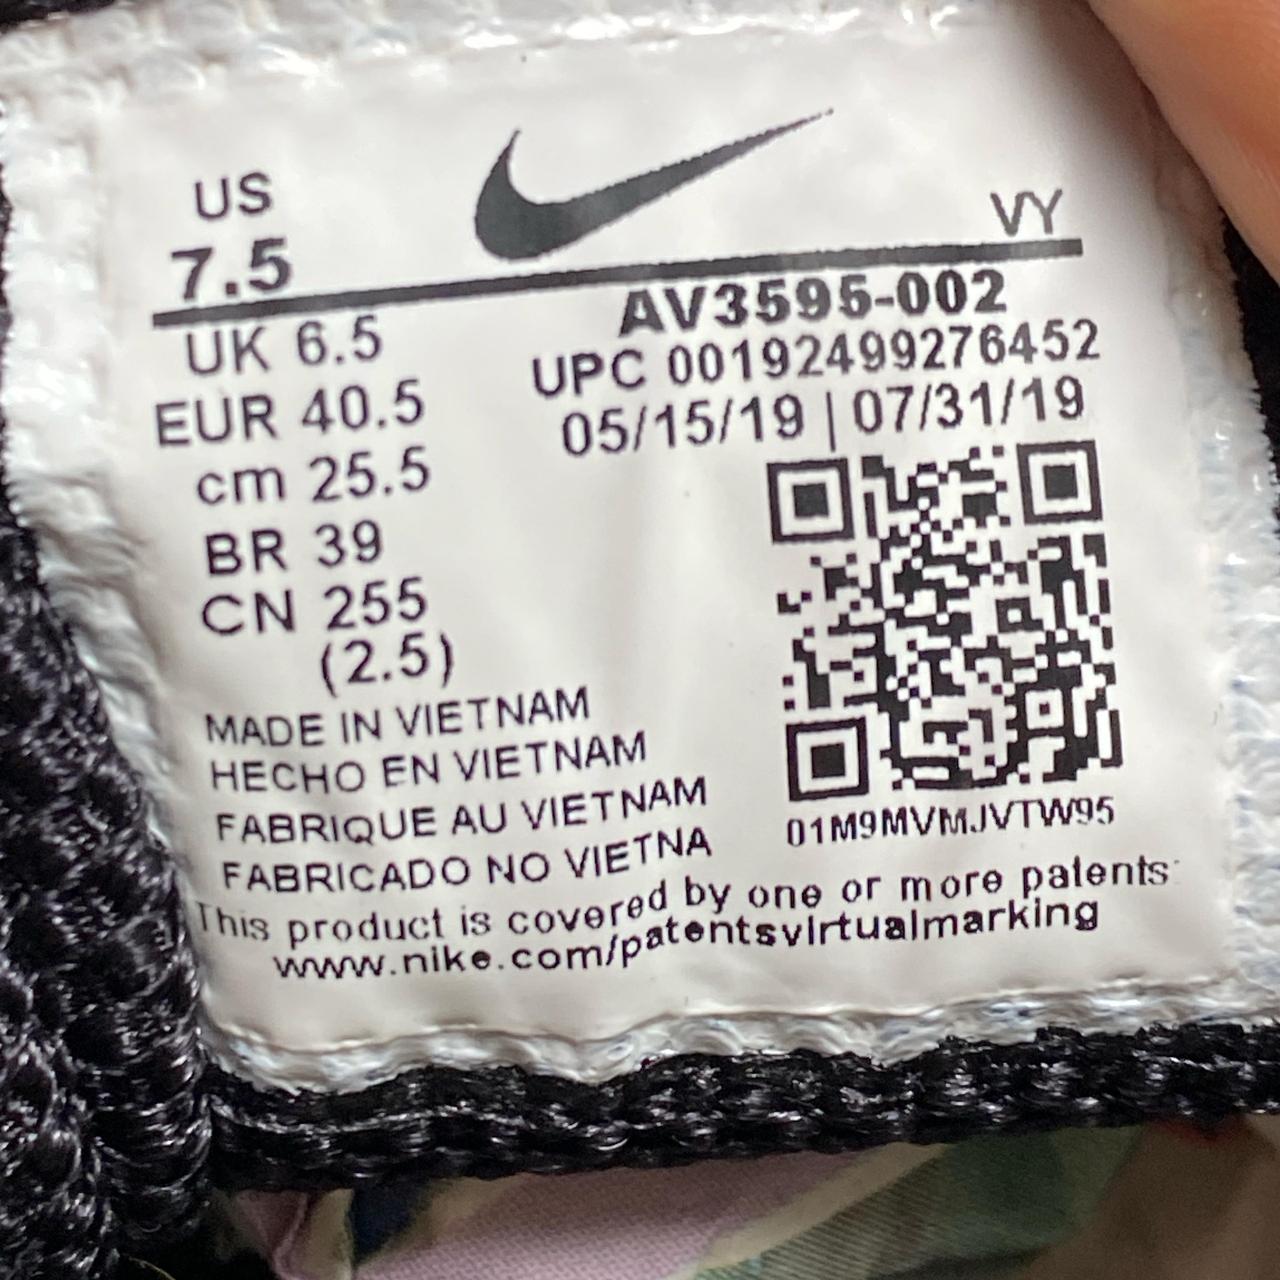 US
7.5
VY
UK 6.5
EUR 40.5
cm 25.5
BR 39
CN 255
(2.5)
AV3595-002
UPC 00192499276452
05/15/19 | 07/31/19
01M9MVMJVTW95
MADE IN VIETNAM
HECHO EN VIETNAM
FABRIQUE AU VIETNAM
FABRICADO NO VIETNA
This product is covered by one or more patents:
www.nike.com/patentsvirtualmarking